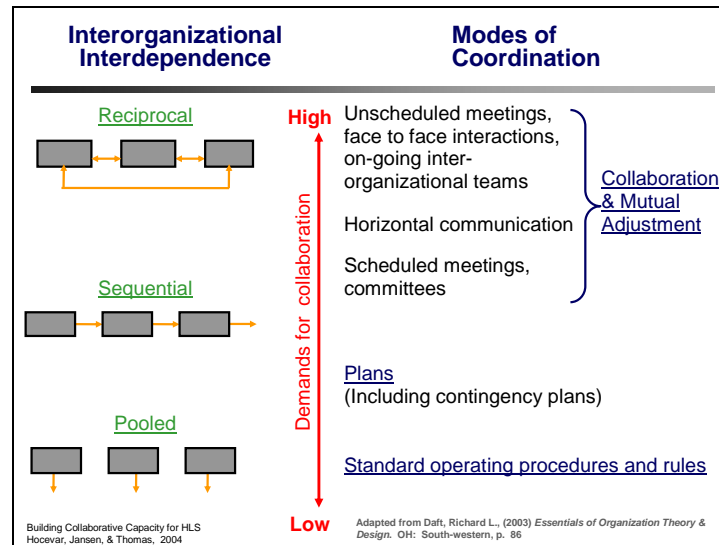 Interorganizational
Interdependence
Modes of
Coordination
Reciprocal
High
Unscheduled meetings,
face to face interactions,
on-going inter-
organizational teams
Horizontal communication
Scheduled meetings,
committees
Collaboration
& Mutual
Adjustment
Demands for collaboration
Sequential
Plans
(Including contingency plans)
Pooled
Standard operating procedures and rules
Low
Building Collaborative Capacity for HLS
Hocevar, Jansen, & Thomas, 2004
Adapted from Daft, Richard L., (2003) Essentials of Organization Theory &
Design. OH: South-western, p. 86